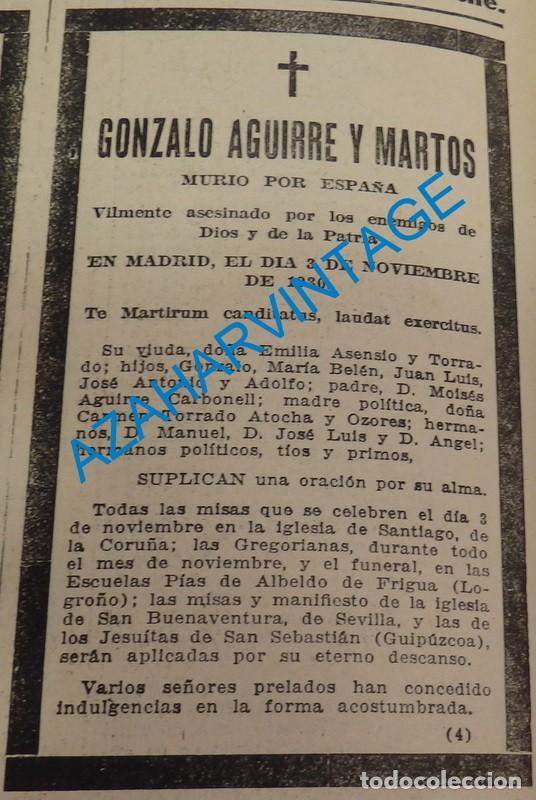 GONZALO AGUIRRE Y MARTOS
MURIO POR ESPAÑA
Vilmente asesinado por los enemigos de
Dios y de la Patria
EN MADRID, EL DIA 3 DE NOVIEMBRE
DE
Te Martirum candidatus, laudat exercitus.
Su viuda, doña Emilia Asensio y Torra-
do; hijos, Gonzalo, María Belén, Juan Luis,
José Antonio y Adolfo; padre, D. Moisés
Aguirre Carbonell; madre política, doña
Carmen Torrado Atocha y Ozores; herma-
nos, D. Manuel, D. José Luis y D. Angel;
hermanos políticos, tíos y primos,
SUPLICAN una oración por su alma.
Todas las misas que se celebren el día 3
de noviembre en la iglesia de Santiago, de
la Coruña; las Gregorianas, durante todo
el mes de noviembre, y el funeral, en las
Escuelas Pías de Albeldo de Frigua (Lo-
groño); las misas y manifiesto de la iglesia
de San Buenaventura, de Sevilla, y las de
los Jesuítas de San Sebastián (Guipúzcoa),
serán aplicadas por su eterno descanso.
Varios señores prelados han concedido
indulgencias en la forma acostumbrada.
(4)
AZAHARVINTAGE
todocoleccion